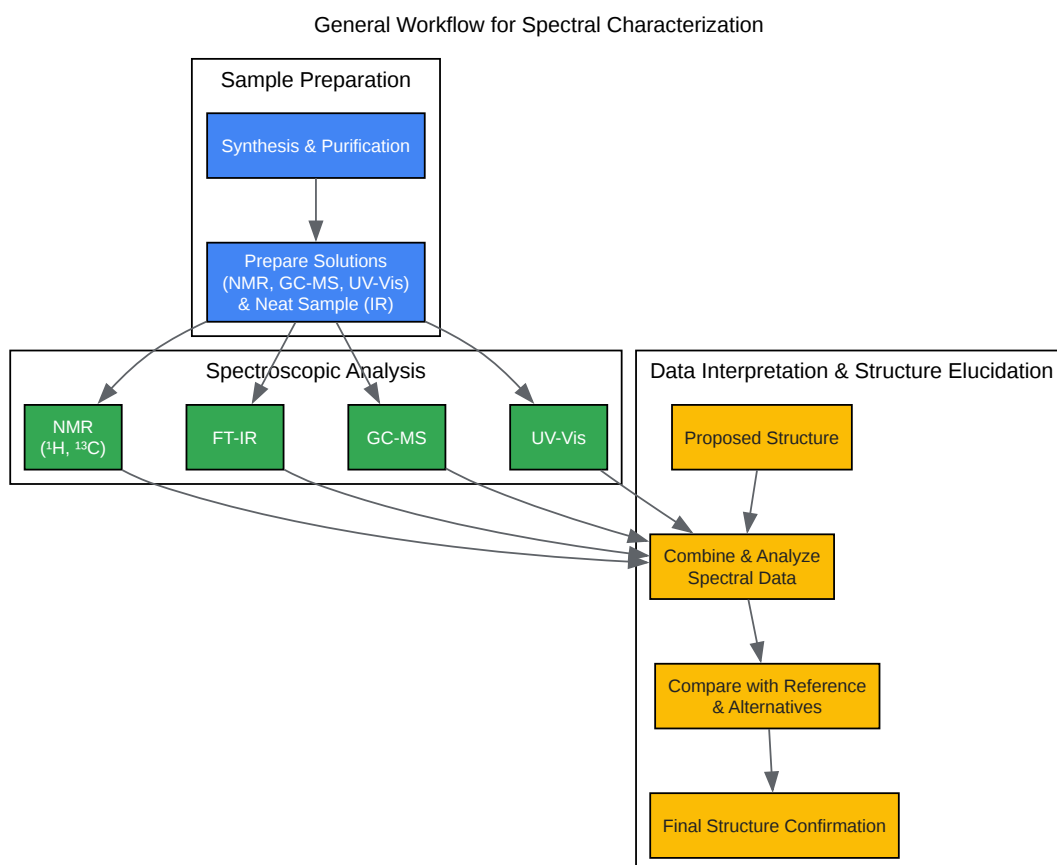 General Workflow for Spectral Characterization
Sample Preparation
Synthesis & Purification
Prepare Solutions
(NMR, GC-MS, UV-Vis)
& Neat Sample (IR)
Spectroscopic Analysis
NMR
(¹H, ¹³C)
FT-IR
GC-MS
UV-Vis
Data Interpretation & Structure Elucidation
Proposed Structure
Combine & Analyze
Spectral Data
Compare with Reference
& Alternatives
Final Structure Confirmation